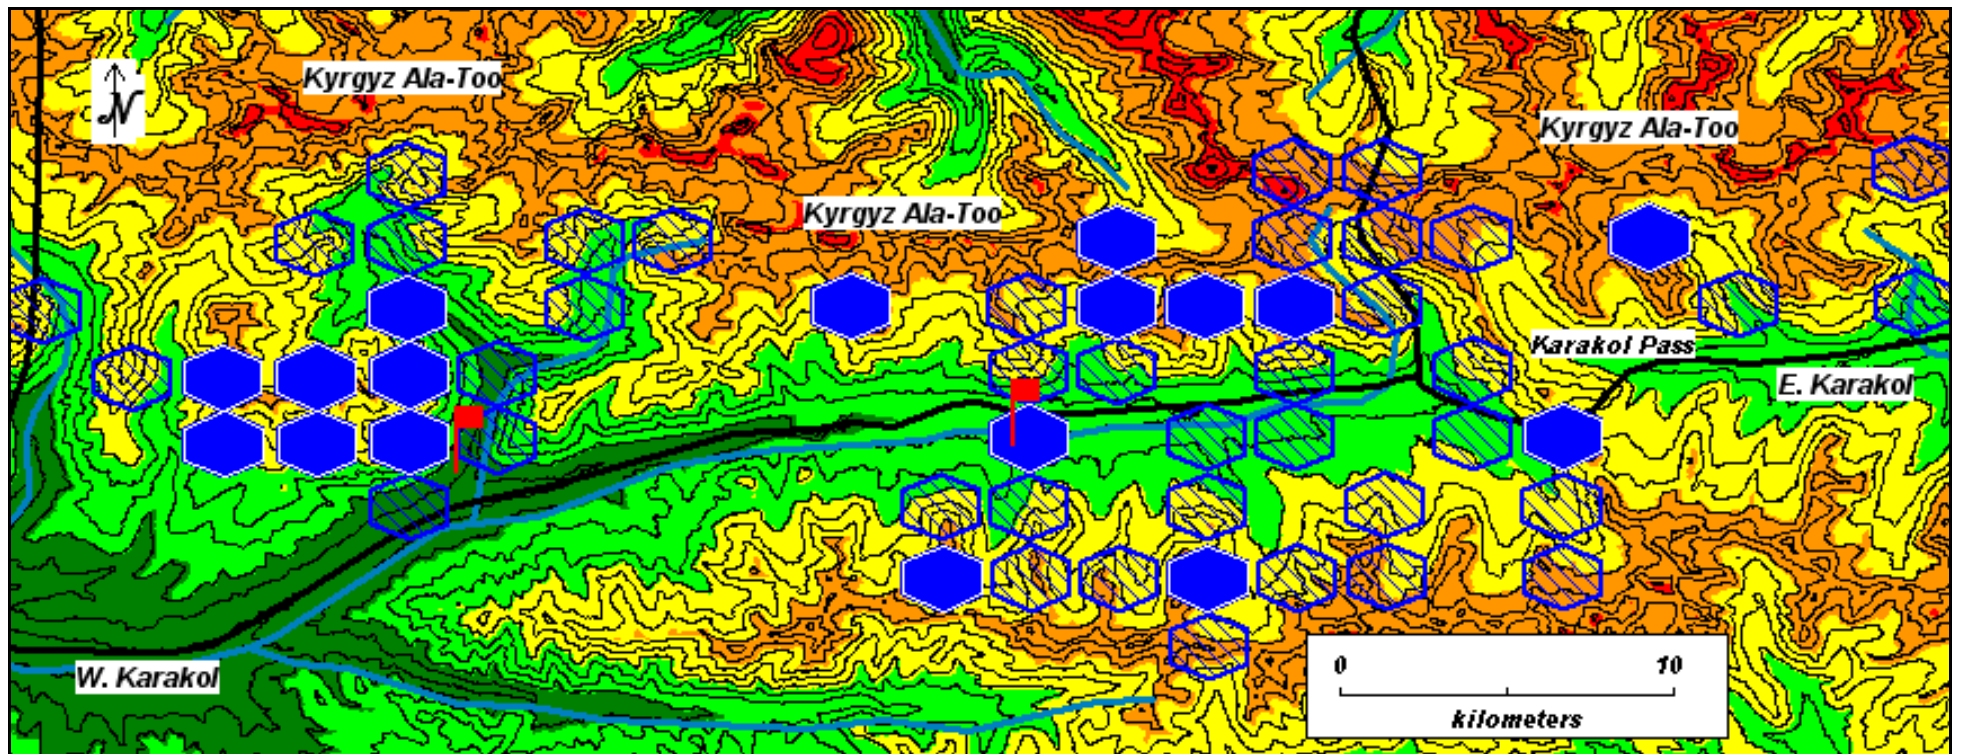 Kyrgyz Ala-Too
N
Kyrgyz Ala-Too
Kyrgyz Ala-Too
Karakol Pass
E. Karakol
W. Karakol
0 10
kilometers